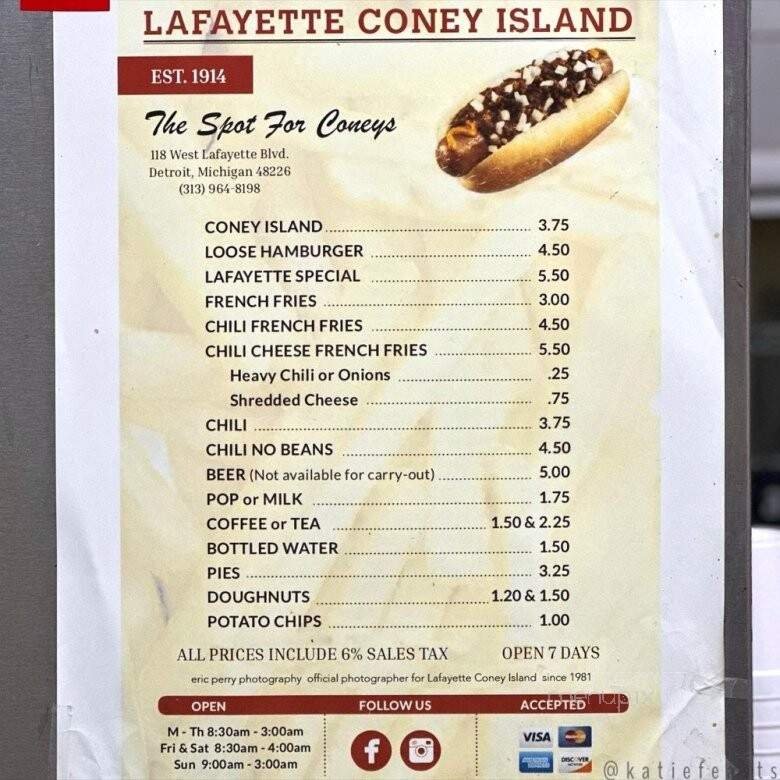 LAFAYETTE CONEY ISLAND
EST. 1914
The Spot For Coneys
118 West Lafayette Blvd.
Detroit, Michigan 48226
(313) 964-8198
CONEY ISLAND 3.75
LOOSE HAMBURGER 4.50
LAFAYETTE SPECIAL 5.50
FRENCH FRIES 3.00
CHILI FRENCH FRIES 4.50
CHILI CHEESE FRENCH FRIES 5.50
Heavy Chili or Onions .25
Shredded Cheese .75
CHILI 3.75
CHILI NO BEANS 4.50
BEER (Not available for carry-out) 5.00
POP or MILK 1.75
COFFEE or TEA 1.50 & 2.25
BOTTLED WATER 1.50
PIES 3.25
DOUGHNUTS 1.20 & 1.50
POTATO CHIPS 1.00
ALL PRICES INCLUDE 6% SALES TAX OPEN 7 DAYS
eric perry photography official photographer for Lafayette Coney Island since 1981
OPEN FOLLOW US ACCEPTED
M - Th 8:30am - 3:00am
Fri & Sat 8:30am - 4:00am
Sun 9:00am - 3:00am
VISA
DISCOVER